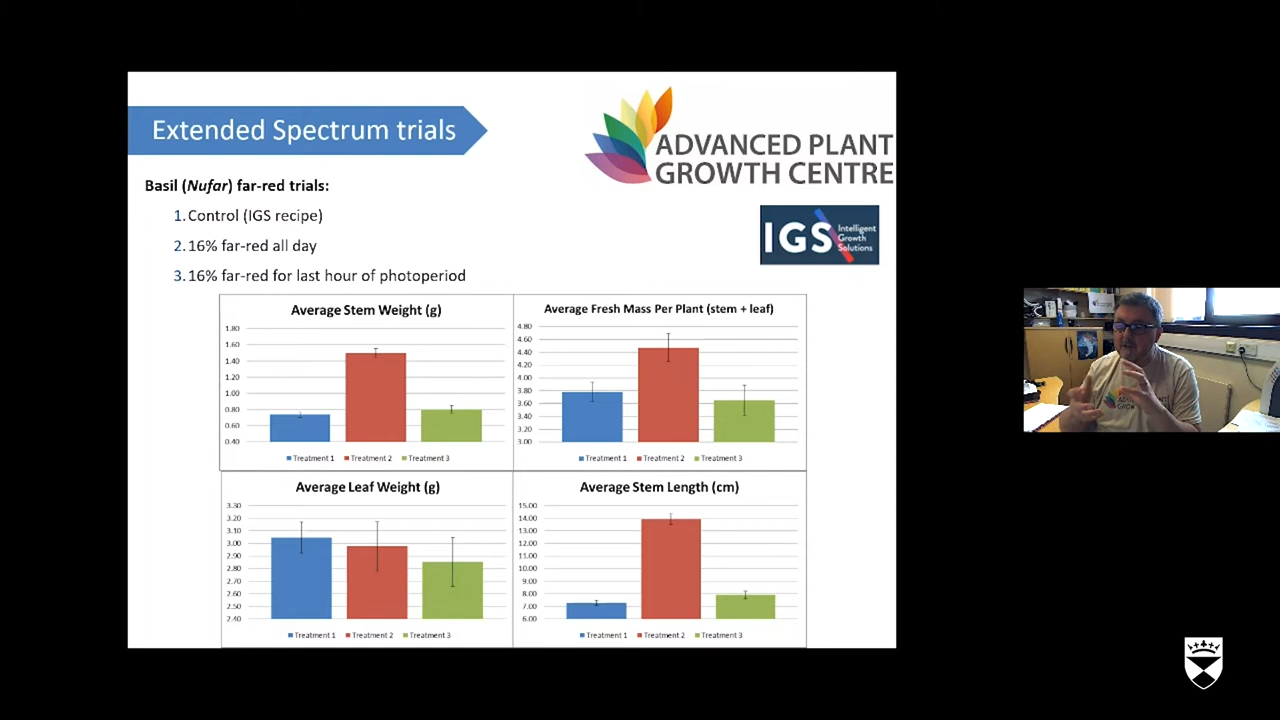 Extended Spectrum trials
ADVANCED PLANT
GROWTH CENTRE
Basil (Nufar) far-red trials:
1. Control (IGS recipe)
2. 16% far-red all day
3. 16% far-red for last hour of photoperiod
IGS
Intelligent
Growth
Solutions
Average Stem Weight (g)
1.80
1.60
1.40
1.20
1.00
0.80
0.60
0.40
Treatment 1 Treatment 2 Treatment 3
Average Fresh Mass Per Plant (stem + leaf)
4.80
4.60
4.40
4.20
4.00
3.80
3.60
3.40
3.20
3.00
Treatment 1 Treatment 2 Treatment 3
Average Leaf Weight (g)
3.30
3.20
3.10
3.00
2.90
2.80
2.70
2.60
2.50
2.40
Treatment 1 Treatment 2 Treatment 3
Average Stem Length (cm)
15.00
14.00
13.00
12.00
11.00
10.00
9.00
8.00
7.00
6.00
Treatment 1 Treatment 2 Treatment 3
ADVANCED PLANT